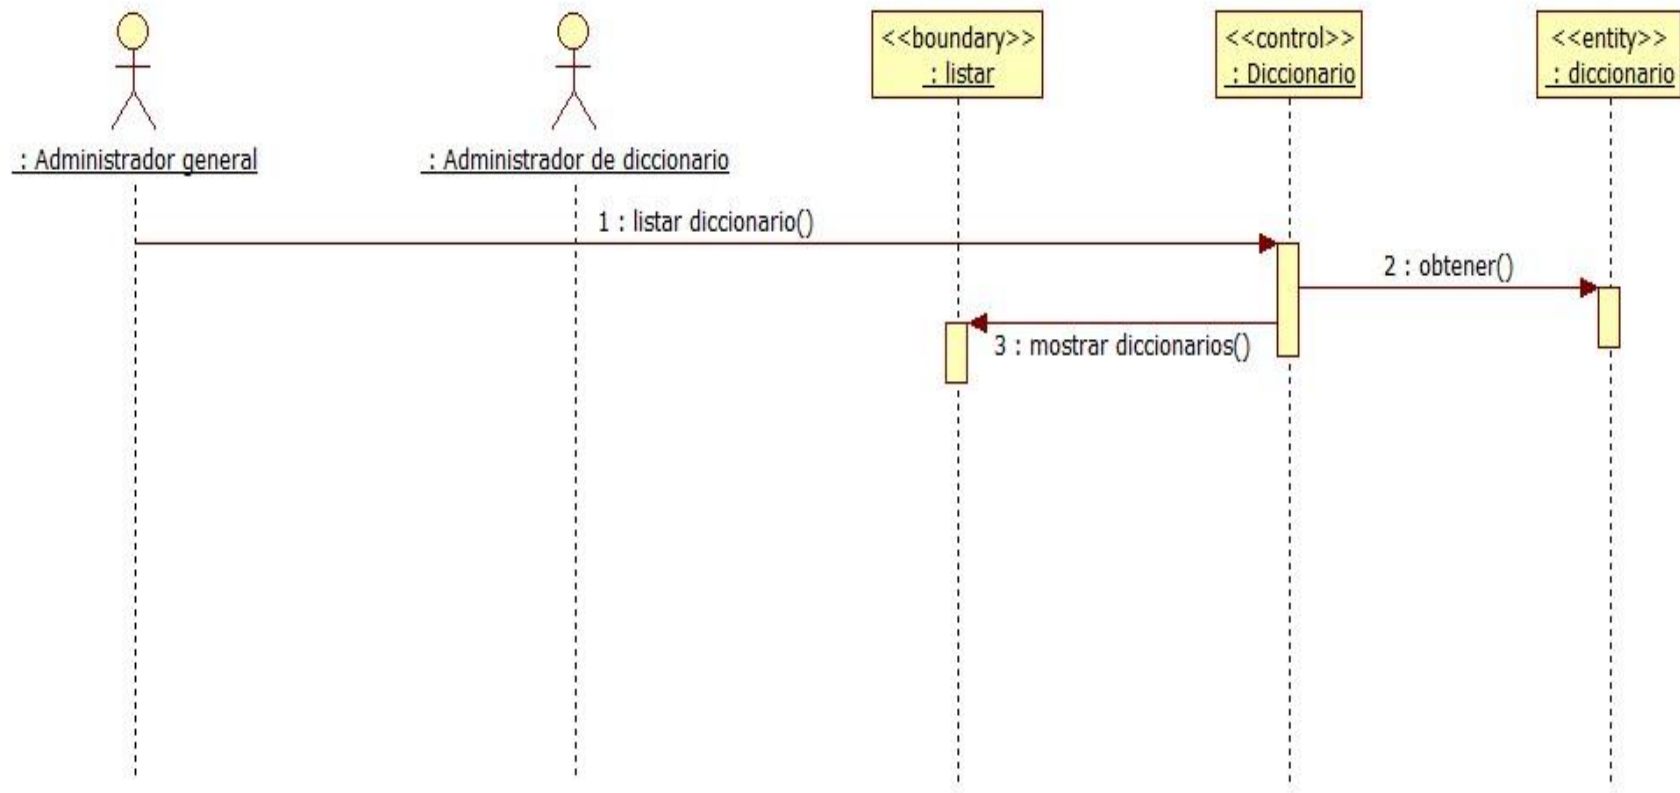 <<boundary>>
: listar
<<control>>
: Diccionario
<<entity>>
: diccionario
: Administrador general
: Administrador de diccionario
1 : listar diccionario()
2 : obtener()
3 : mostrar diccionarios()